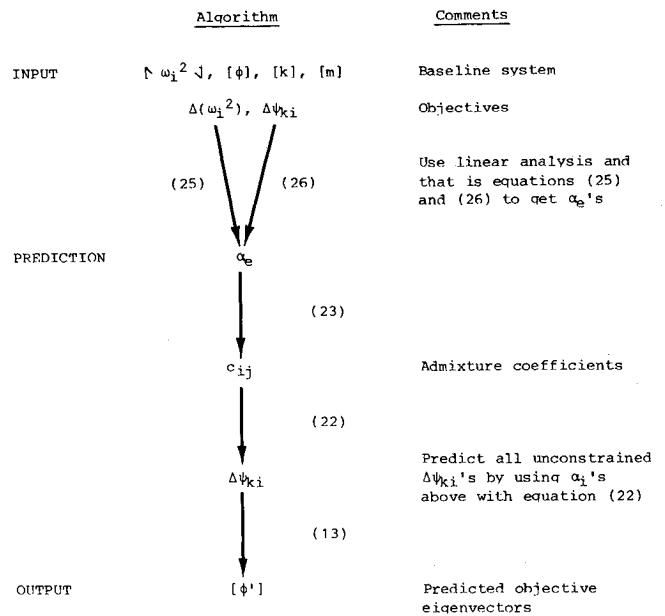 Algorithm Comments
INPUT ↾ ωi² ⇃, [ϕ], [k], [m] Baseline system
Δ(ωi²), Δψki Objectives
Use linear analysis and
(25) (26) that is equations (25)
and (26) to get αe's
PREDICTION αe
(23)
cij Admixture coefficients
(22)
Predict all unconstrained
Δψki Δψki's by using αi's
above with equation (22)
(13)
OUTPUT [ϕ'] Predicted objective
eigenvectors